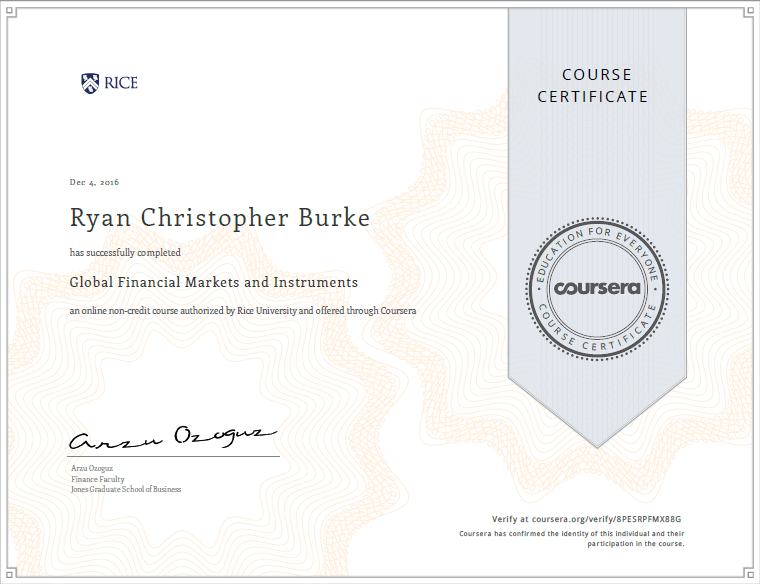 RICE
COURSE
CERTIFICATE
Dec 4, 2016
Ryan Christopher Burke
has successfully completed
Global Financial Markets and Instruments
an online non-credit course authorized by Rice University and offered through Coursera
EDUCATION FOR EVERYONE
coursera
COURSE CERTIFICATE
Arzu Ozoguz
Arzu Ozoguz
Finance Faculty
Jones Graduate School of Business
Verify at coursera.org/verify/8PESRPFMX88G
Coursera has confirmed the identity of this individual and their
participation in the course.